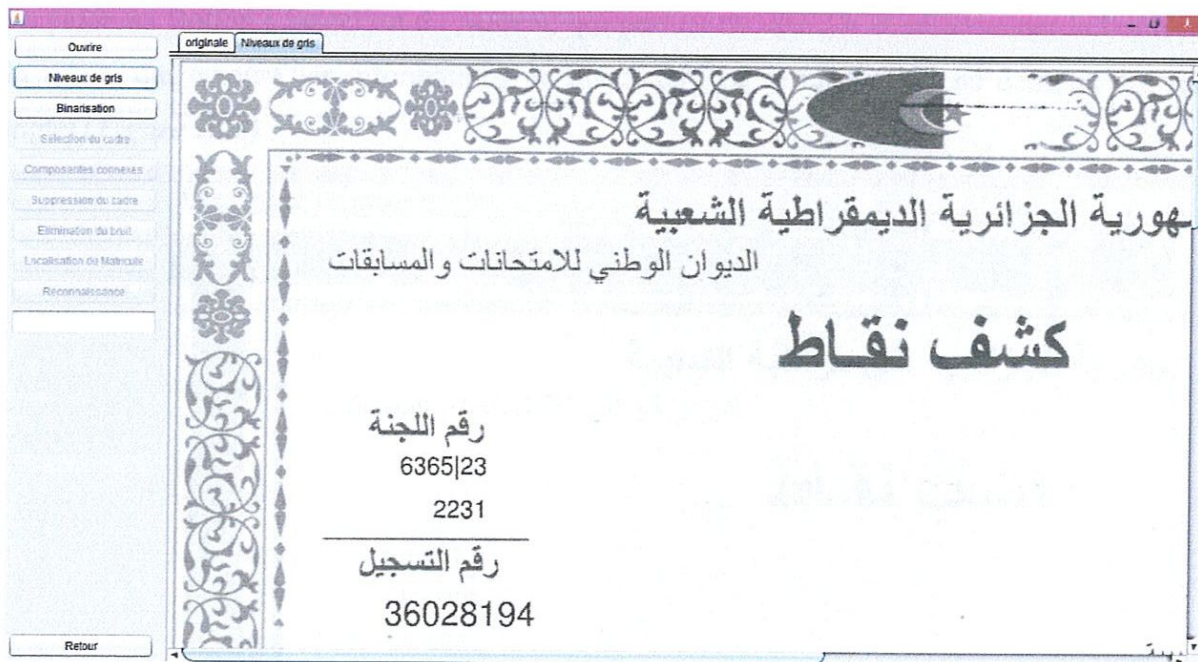 Ouvrire
Niveaux de gris
Binarisation
Sélection du cadre
Composantes connexes
Suppression du cadre
Elimination du bruit
Localisation du Matricule
Reconnaissance
Retour
originale
Niveaux de gris
هورية الجزائرية الديمقراطية الشعبية
الديوان الوطني للامتحانات والمسابقات
كشف نقـاط
رقم اللجنة
6365|23
2231
رقم التسجيل
36028194